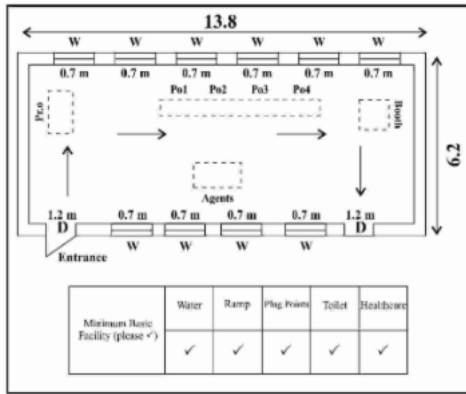 13.8
W W W W W W
0.7 m 0.7 m 0.7 m 0.7 m 0.7 m 0.7 m
Po1 Po2 Po3 Po4
Pr.o
Booth
6.2
Agents
1.2 m 0.7 m 0.7 m 0.7 m 0.7 m 1.2 m
D D
W W W W
Entrance
Water Ramp Plug Points Toilet Healthcare
Minimum Basic
Facility (please ✓) ✓ ✓ ✓ ✓ ✓